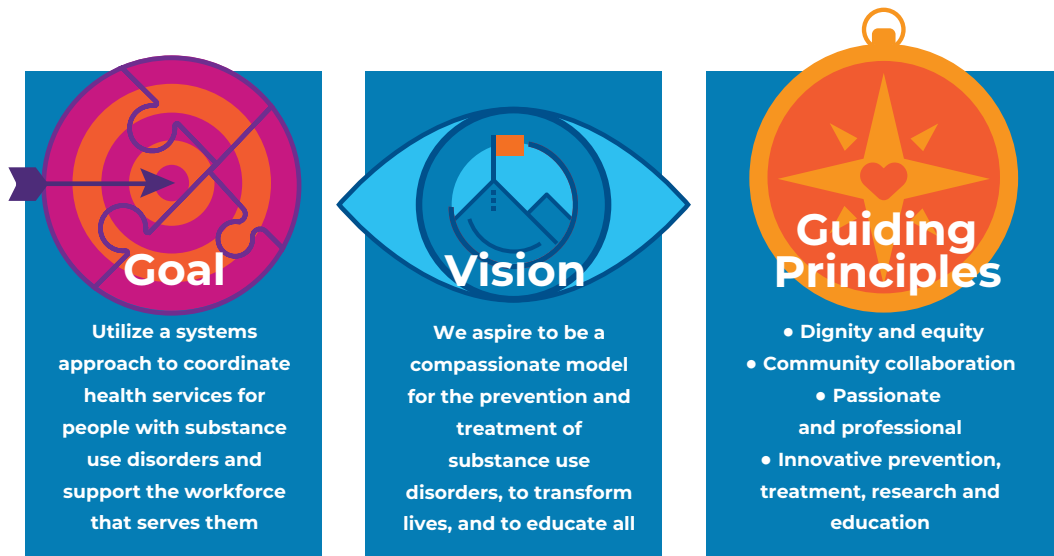 Goal
Utilize a systems
approach to coordinate
health services for
people with substance
use disorders and
support the workforce
that serves them
Vision
We aspire to be a
compassionate model
for the prevention and
treatment of
substance use
disorders, to transform
lives, and to educate all
Guiding
Principles
● Dignity and equity
● Community collaboration
● Passionate
and professional
● Innovative prevention,
treatment, research and
education